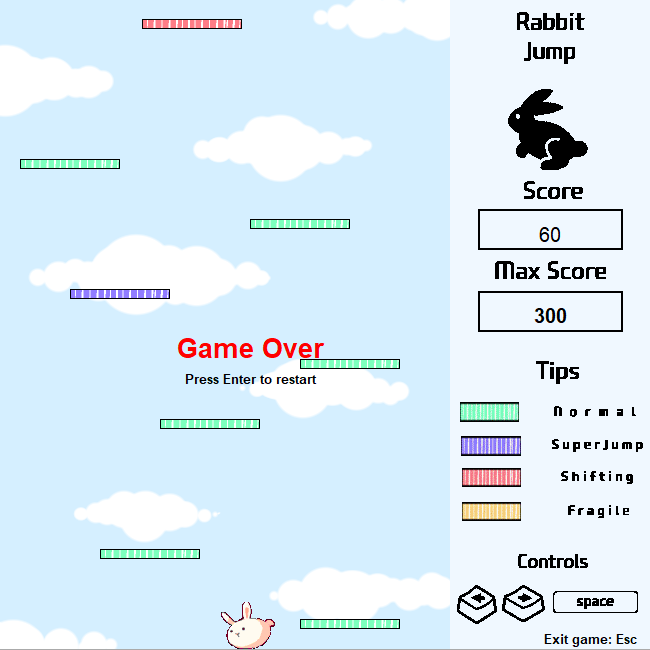 Rabbit
Jump
Score
60
Max Score
300
Game Over
Press Enter to restart
Tips
Normal
SuperJump
Shifting
Fragile
Controls
space
Exit game: Esc